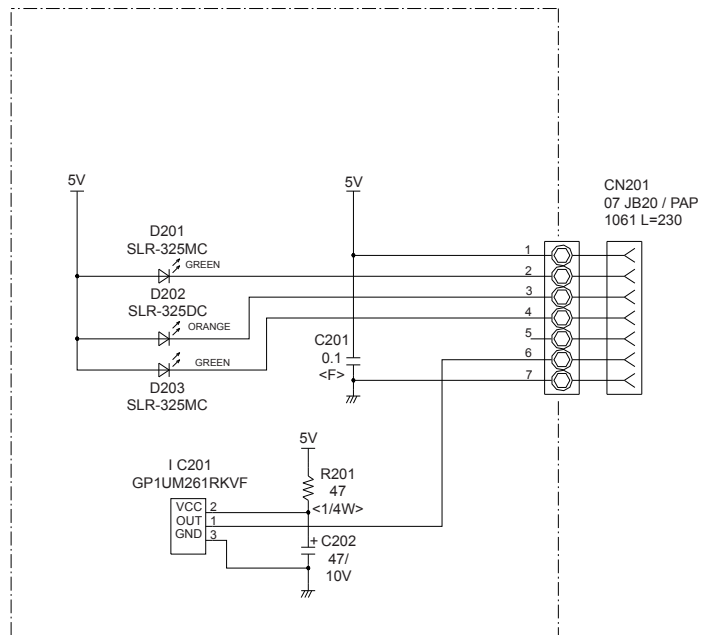 5V
5V
D201
SLR-325MC
GREEN
D202
SLR-325DC
ORANGE
GREEN
D203
SLR-325MC
C201
0.1
<F>
1
2
3
4
5
6
7
CN201
07 JB20 / PAP
1061 L=230
5V
R201
47
<1/4W>
I C201
GP1UM261RKVF
VCC 2
OUT 1
GND 3
+ C202
47/
10V